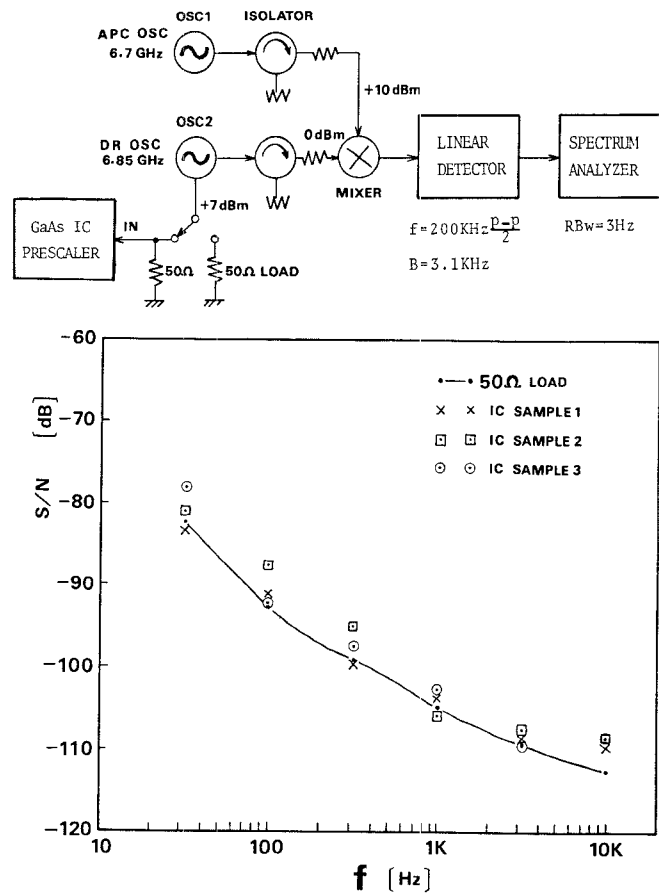 OSC1
ISOLATOR
APC OSC
6.7 GHz
+10 dBm
OSC2
DR OSC
6.85 GHz
0 dBm
MIXER
LINEAR
DETECTOR
SPECTRUM
ANALYZER
+7 dBm
GaAs IC
PRESCALER
IN
50Ω
50Ω LOAD
f=200KHz p-p/2
B=3.1KHz
RBw=3Hz
-60
-70
-80
-90
-100
-110
-120
S/N [dB]
50Ω LOAD
IC SAMPLE 1
IC SAMPLE 2
IC SAMPLE 3
10
100
1K
10K
f [Hz]